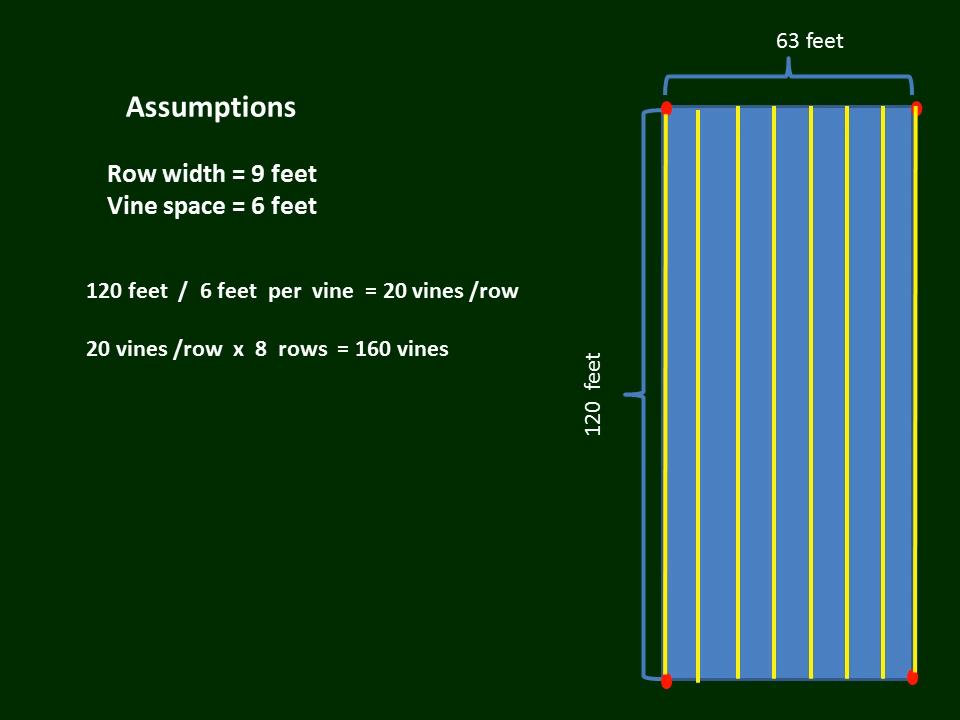 63 feet
Assumptions
Row width = 9 feet
Vine space = 6 feet
120 feet / 6 feet per vine = 20 vines /row
20 vines /row x 8 rows = 160 vines
120 feet